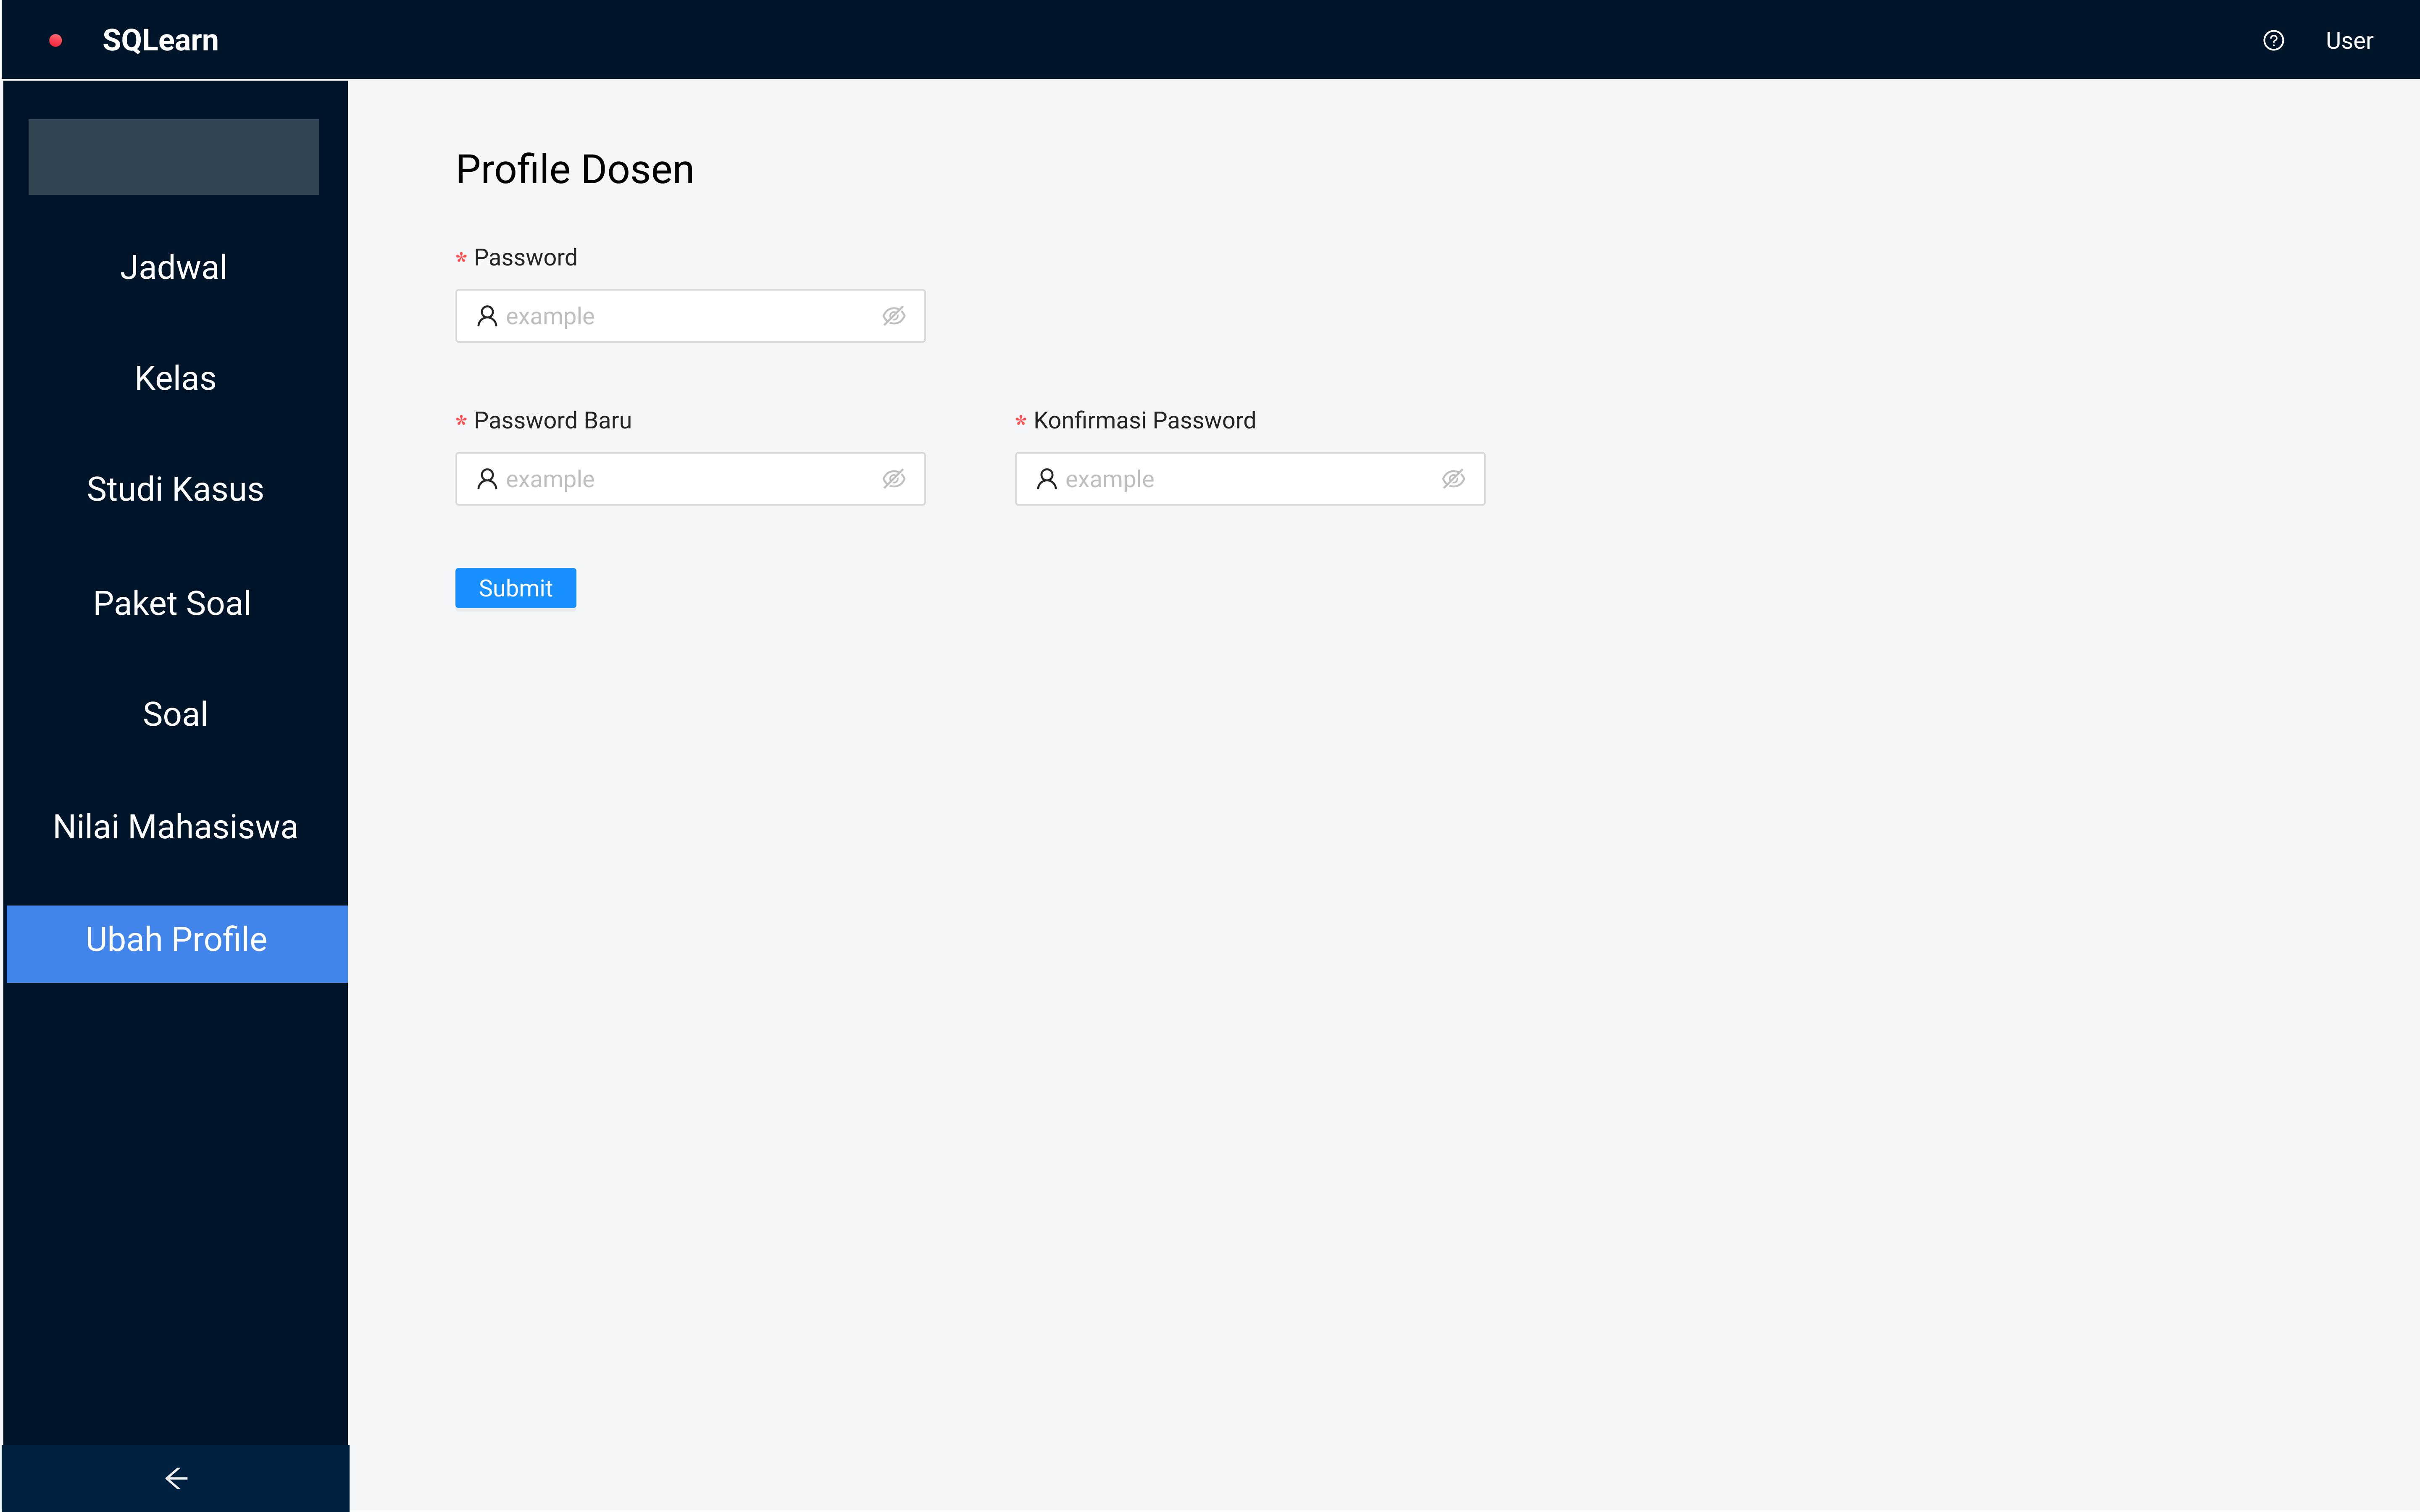 SQLearn
User
Jadwal
Kelas
Studi Kasus
Paket Soal
Soal
Nilai Mahasiswa
Ubah Profile
Profile Dosen
* Password
example
* Password Baru
example
* Konfirmasi Password
example
Submit